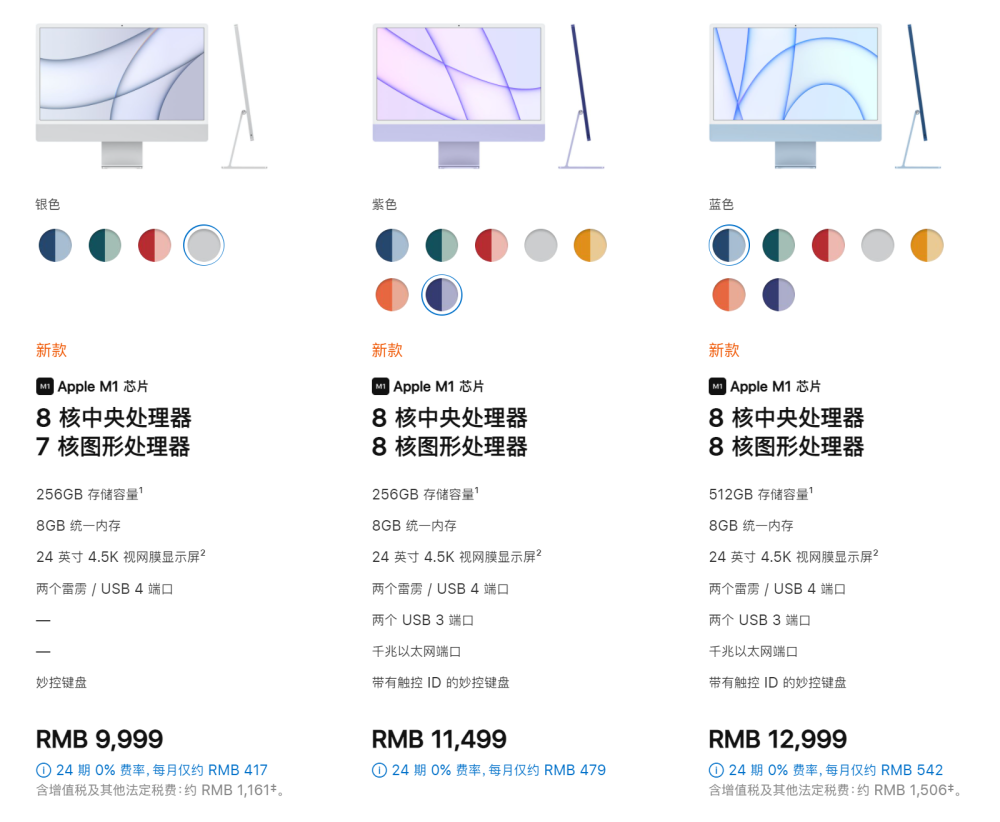 银色
新款
M1 Apple M1 芯片
8 核中央处理器
7 核图形处理器
256GB 存储容量¹
8GB 统一内存
24 英寸 4.5K 视网膜显示屏²
两个雷雳 / USB 4 端口
—
—
妙控键盘
RMB 9,999
24 期 0% 费率，每月仅约 RMB 417
含增值税及其他法定税费：约 RMB 1,161‡。
紫色
新款
M1 Apple M1 芯片
8 核中央处理器
8 核图形处理器
256GB 存储容量¹
8GB 统一内存
24 英寸 4.5K 视网膜显示屏²
两个雷雳 / USB 4 端口
两个 USB 3 端口
千兆以太网端口
带有触控 ID 的妙控键盘
RMB 11,499
24 期 0% 费率，每月仅约 RMB 479
蓝色
新款
M1 Apple M1 芯片
8 核中央处理器
8 核图形处理器
512GB 存储容量¹
8GB 统一内存
24 英寸 4.5K 视网膜显示屏²
两个雷雳 / USB 4 端口
两个 USB 3 端口
千兆以太网端口
带有触控 ID 的妙控键盘
RMB 12,999
24 期 0% 费率，每月仅约 RMB 542
含增值税及其他法定税费：约 RMB 1,506‡。